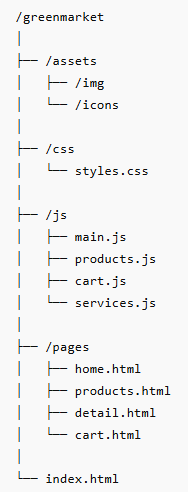 /greenmarket
│
├── /assets
│   ├── /img
│   └── /icons
│
├── /css
│   └── styles.css
│
├── /js
│   ├── main.js
│   ├── products.js
│   ├── cart.js
│   └── services.js
│
├── /pages
│   ├── home.html
│   ├── products.html
│   ├── detail.html
│   └── cart.html
│
└── index.html